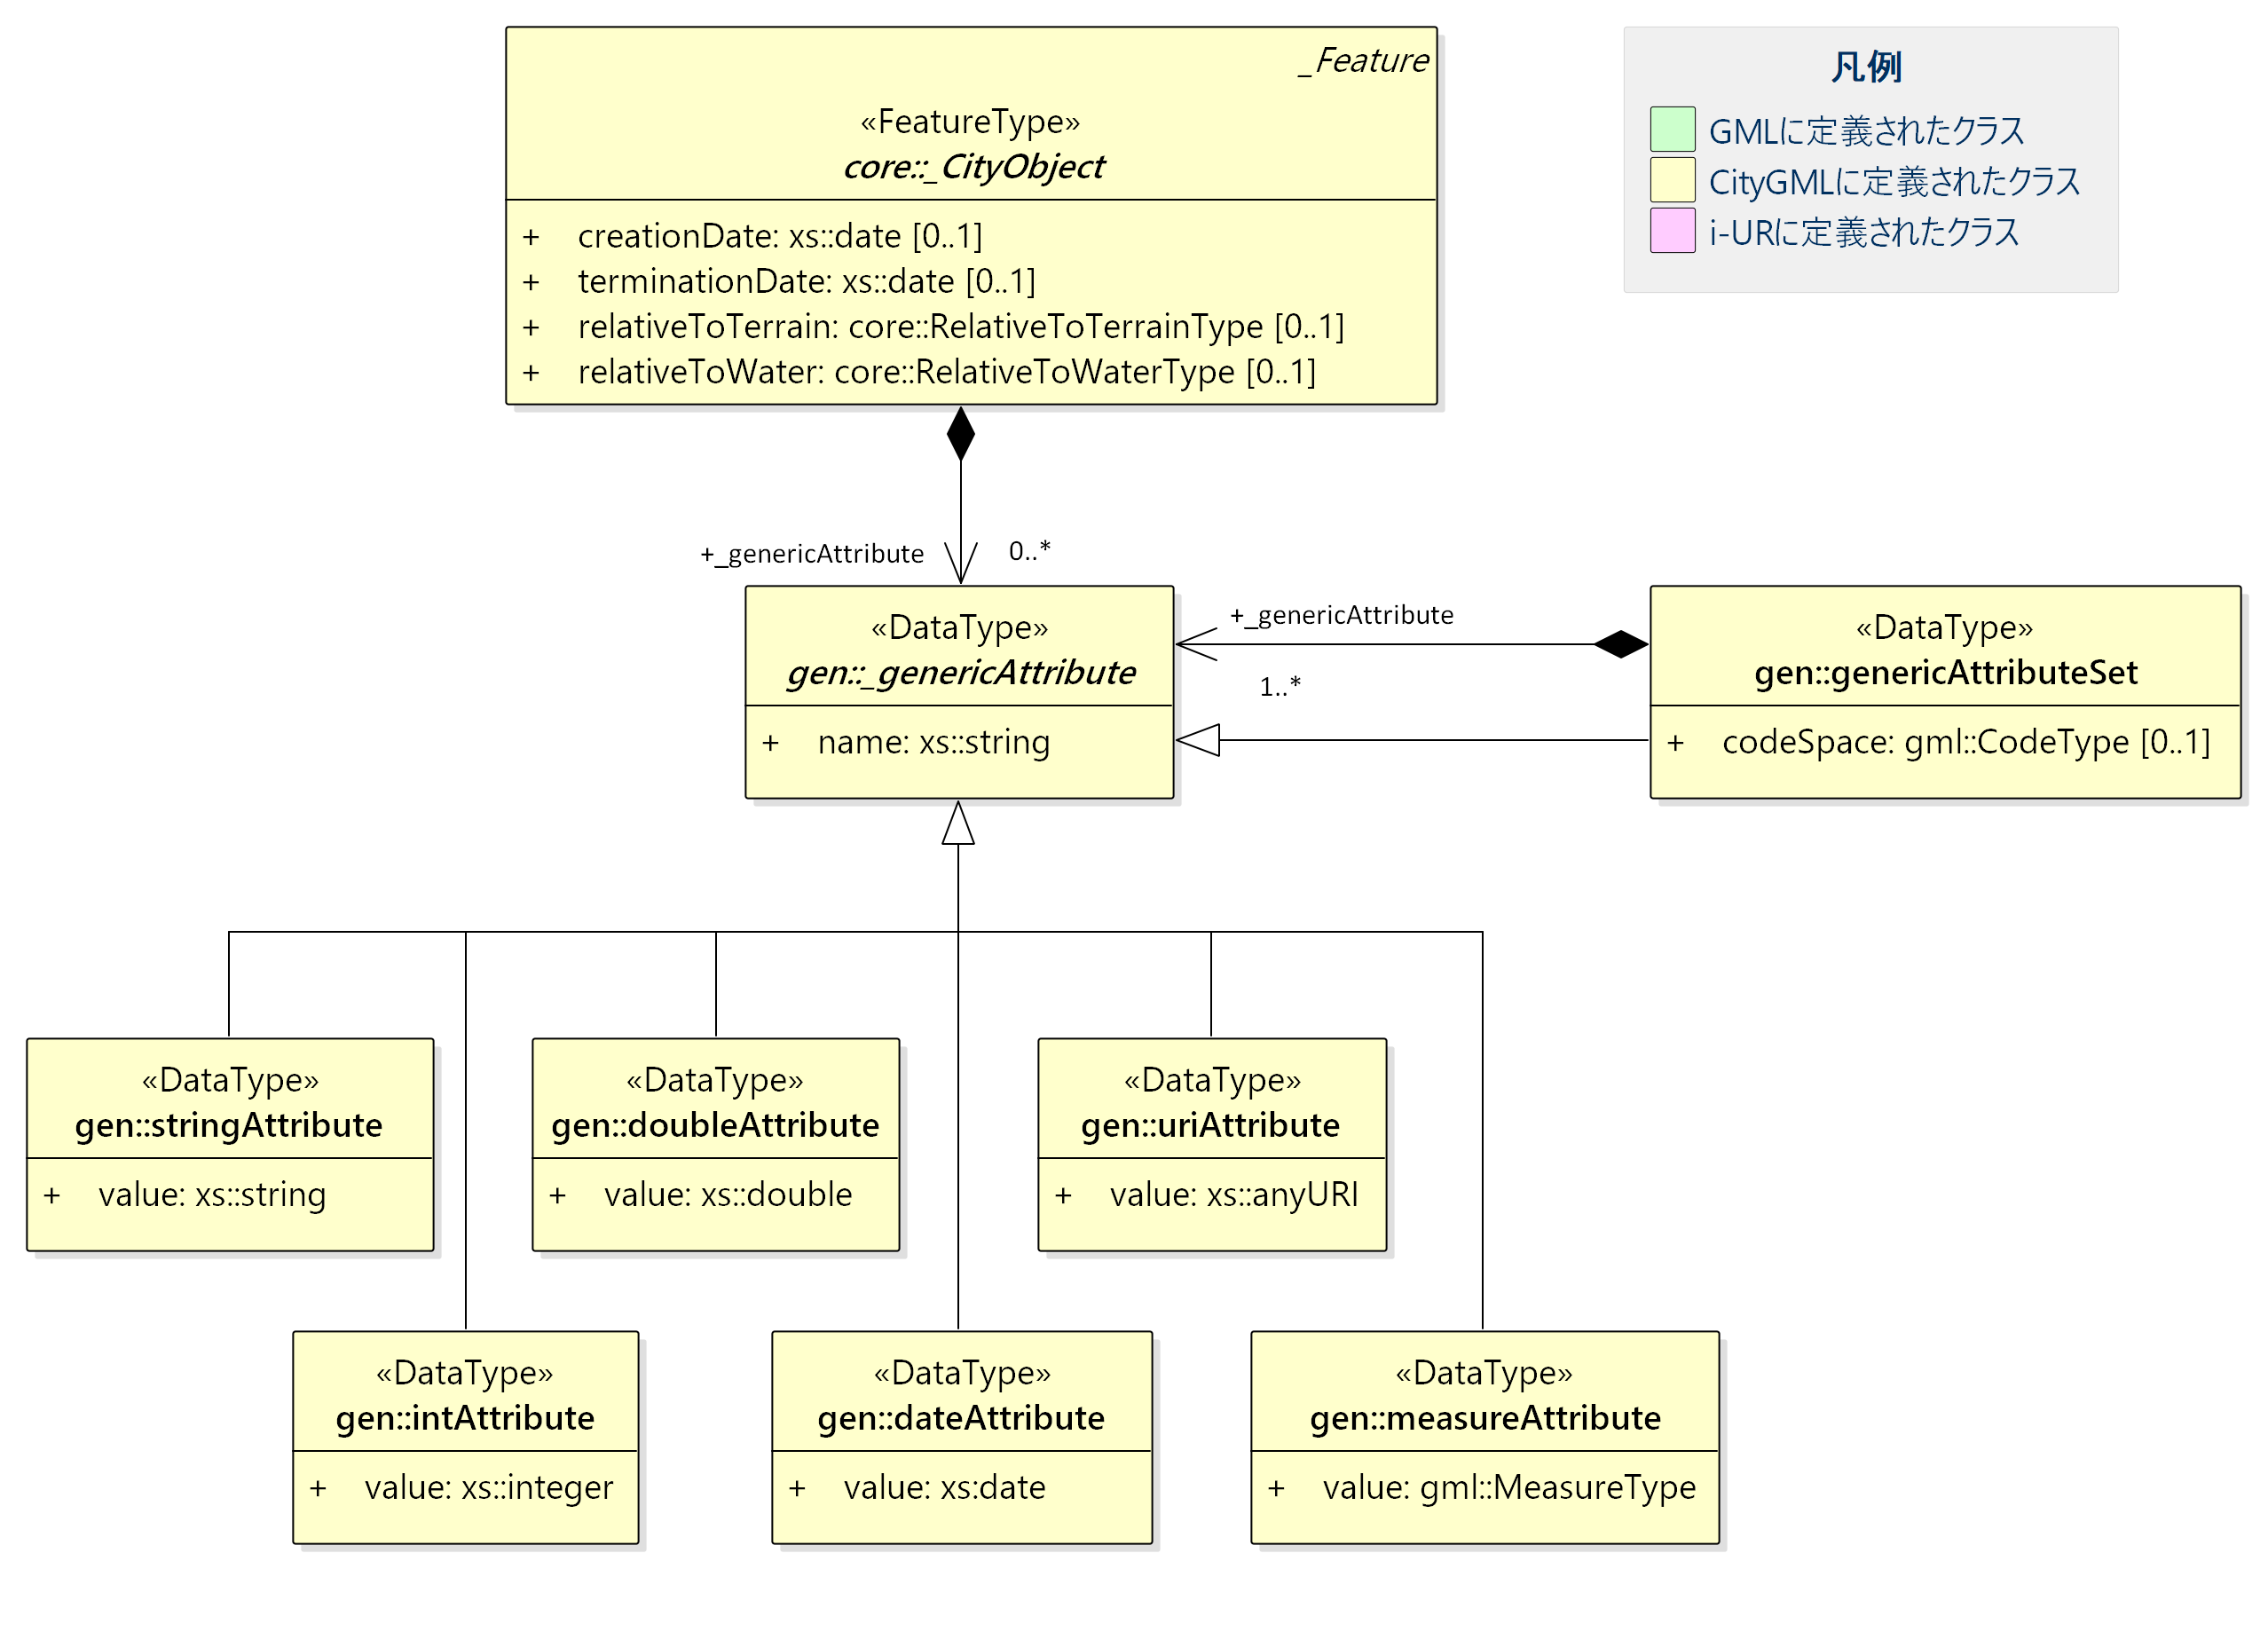 _Feature
«FeatureType»
core::_CityObject
+ creationDate: xs::date [0..1]
+ terminationDate: xs::date [0..1]
+ relativeToTerrain: core::RelativeToTerrainType [0..1]
+ relativeToWater: core::RelativeToWaterType [0..1]
凡例
GMLに定義されたクラス
CityGMLに定義されたクラス
i-URに定義されたクラス
+_genericAttribute
0..*
«DataType»
gen::_genericAttribute
+ name: xs::string
+_genericAttribute
1..*
«DataType»
gen::genericAttributeSet
+ codeSpace: gml::CodeType [0..1]
«DataType»
gen::stringAttribute
+ value: xs::string
«DataType»
gen::doubleAttribute
+ value: xs::double
«DataType»
gen::uriAttribute
+ value: xs::anyURI
«DataType»
gen::intAttribute
+ value: xs::integer
«DataType»
gen::dateAttribute
+ value: xs:date
«DataType»
gen::measureAttribute
+ value: gml::MeasureType